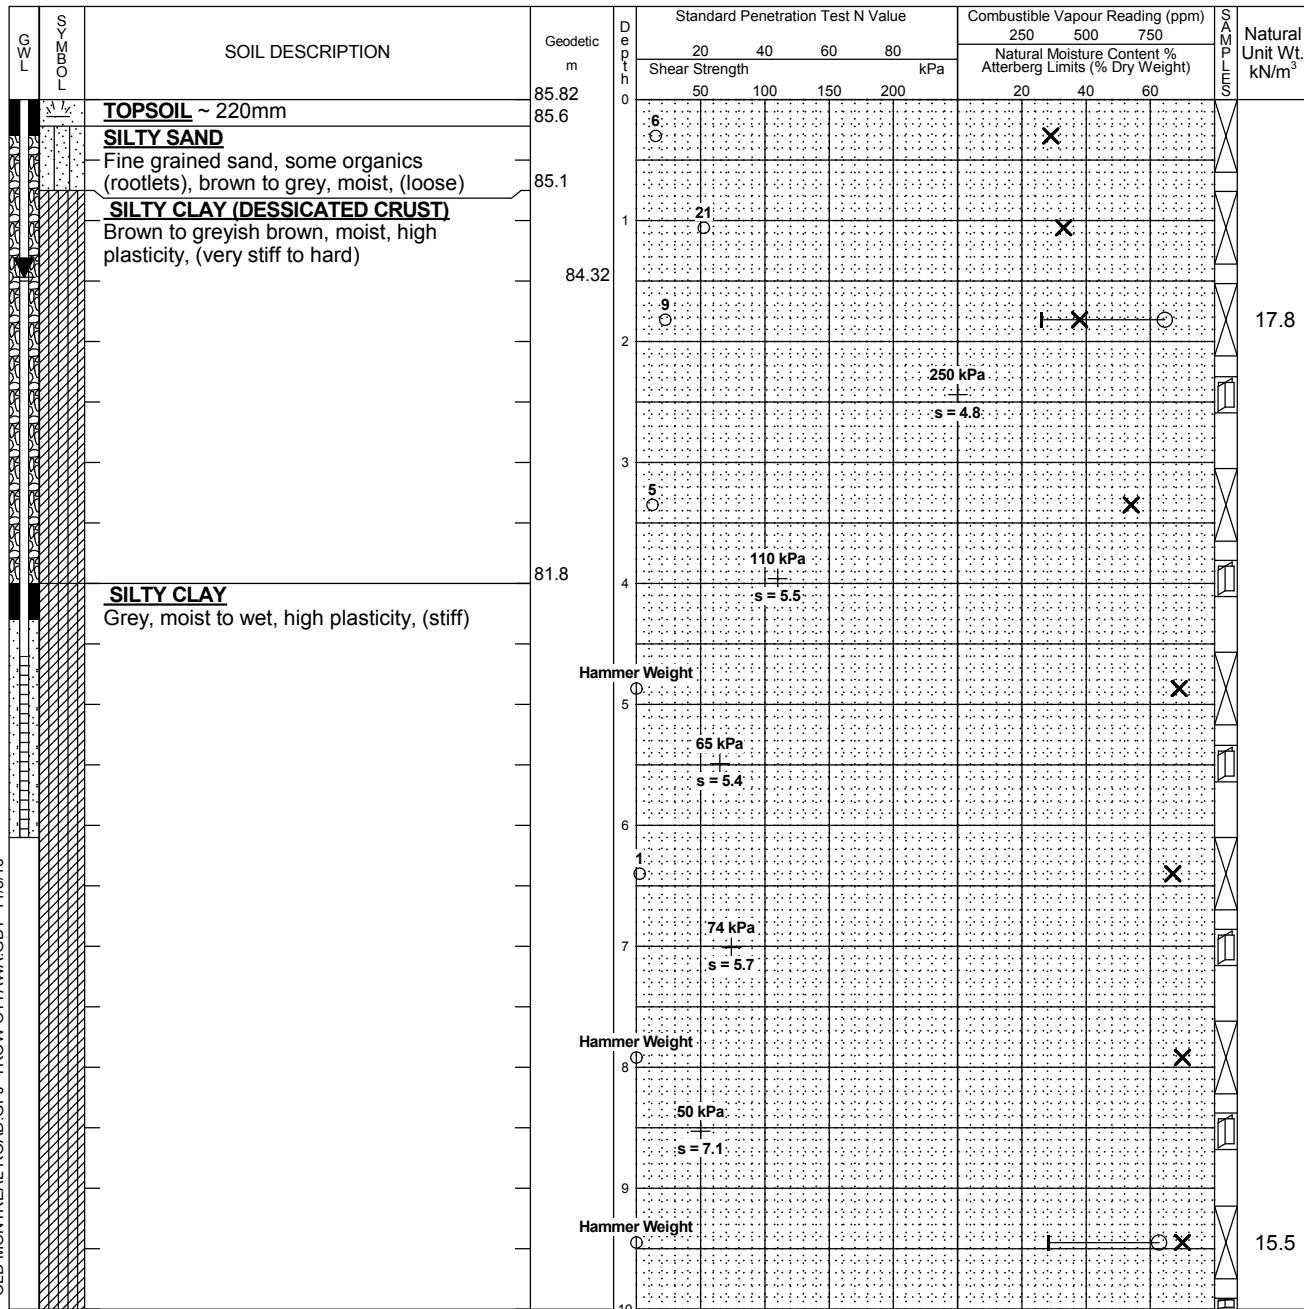 GWL
SYMBOL
SOIL DESCRIPTION
Geodetic
m
Depth
Standard Penetration Test N Value
20 40 60 80
Shear Strength kPa
50 100 150 200
Combustible Vapour Reading (ppm)
250 500 750
Natural Moisture Content %
Atterberg Limits (% Dry Weight)
20 40 60
SAMPLES
Natural
Unit Wt.
kN/m³
85.82
0
TOPSOIL ~ 220mm
85.6
SILTY SAND
Fine grained sand, some organics
(rootlets), brown to grey, moist, (loose)
85.1
6
SILTY CLAY (DESSICATED CRUST)
Brown to greyish brown, moist, high
plasticity, (very stiff to hard)
84.32
21
1
9
17.8
2
250 kPa
s = 4.8
3
5
110 kPa
s = 5.5
81.8
4
SILTY CLAY
Grey, moist to wet, high plasticity, (stiff)
Hammer Weight
5
65 kPa
s = 5.4
6
1
74 kPa
7
s = 5.7
Hammer Weight
8
50 kPa
s = 7.1
9
Hammer Weight
15.5
10